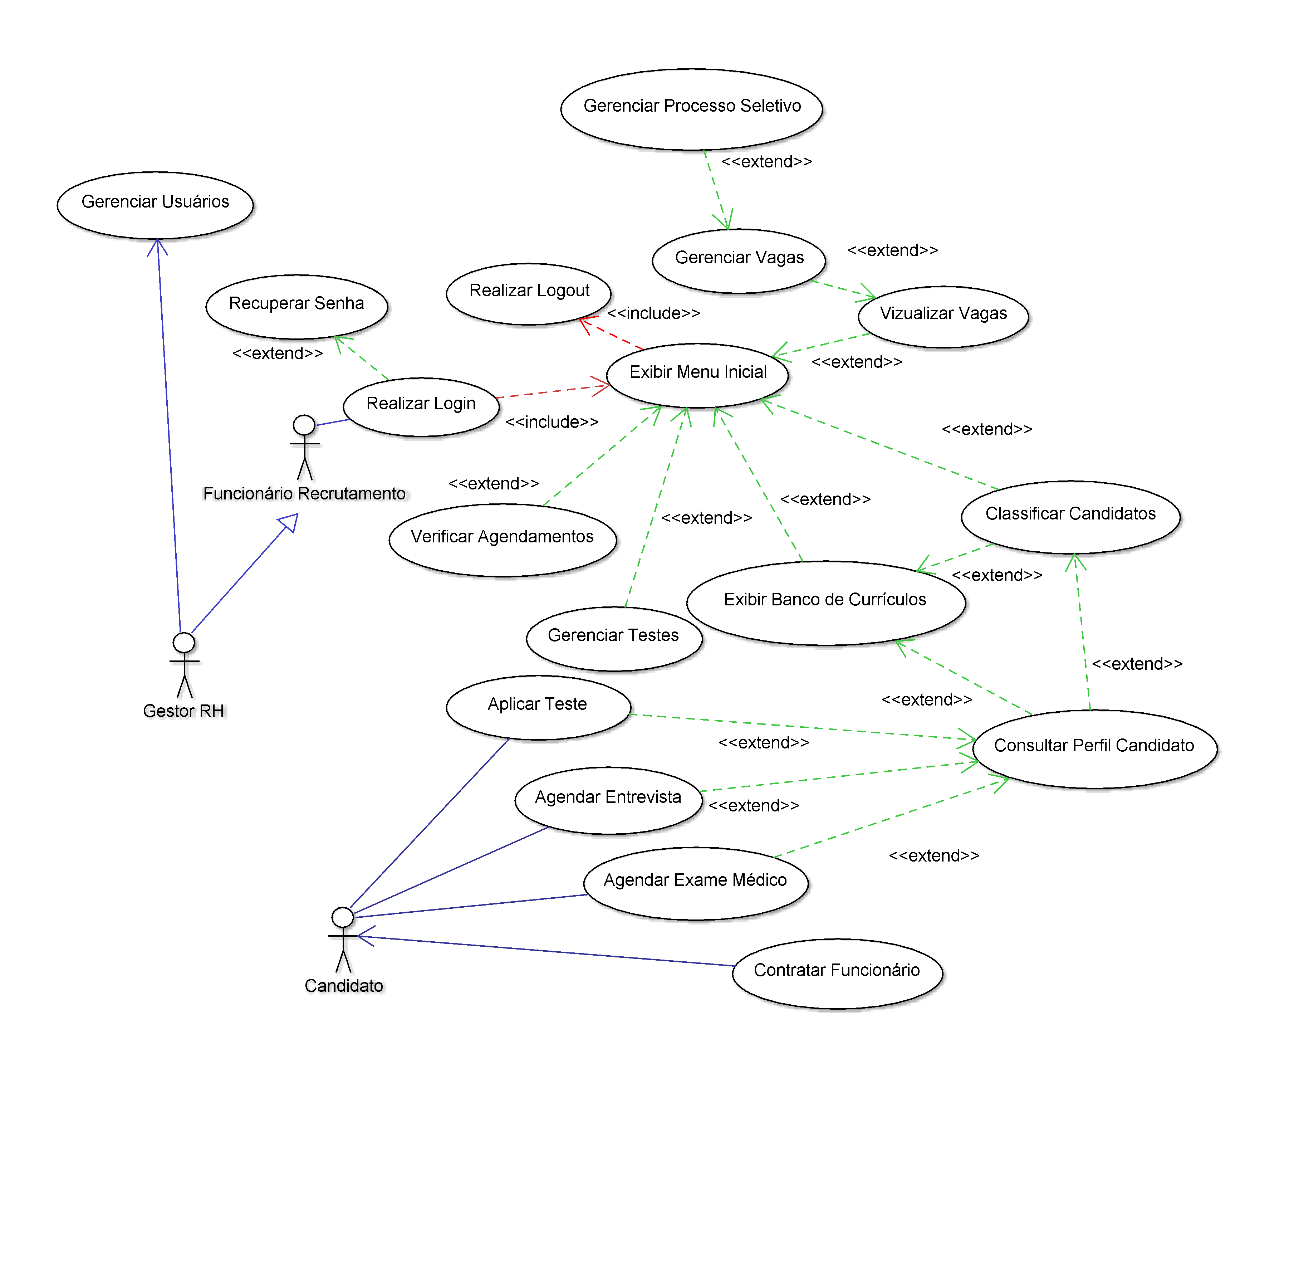 Gerenciar Processo Seletivo
<<extend>>
Gerenciar Usuários
Gerenciar Vagas
<<extend>>
Realizar Logout
Recuperar Senha
<<include>>
Vizualizar Vagas
<<extend>>
<<extend>>
Exibir Menu Inicial
Realizar Login
<<include>>
<<extend>>
Funcionário Recrutamento
<<extend>>
<<extend>>
Classificar Candidatos
<<extend>>
Verificar Agendamentos
<<extend>>
Exibir Banco de Currículos
Gerenciar Testes
<<extend>>
<<extend>>
Gestor RH
Aplicar Teste
<<extend>>
Consultar Perfil Candidato
Agendar Entrevista
<<extend>>
<<extend>>
Agendar Exame Médico
Contratar Funcionário
Candidato